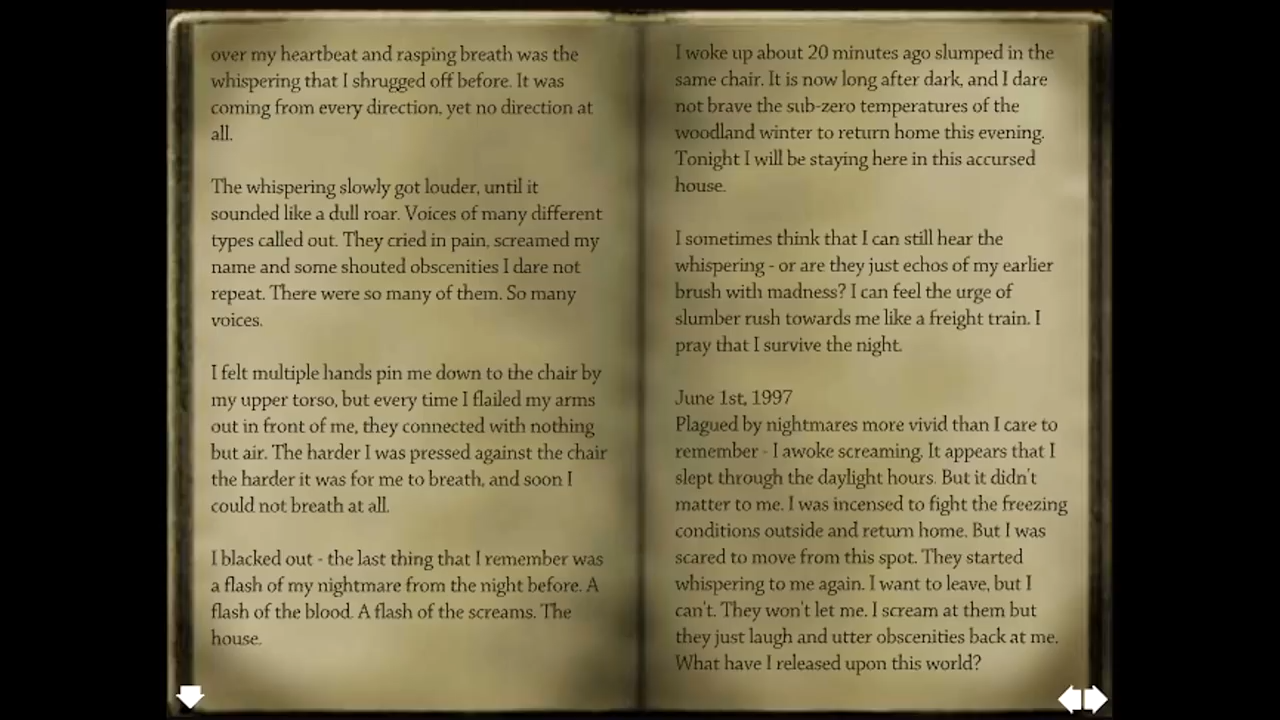 over my heartbeat and rasping breath was the
whispering that I shrugged off before. It was
coming from every direction, yet no direction at
all.
The whispering slowly got louder, until it
sounded like a dull roar. Voices of many different
types called out. They cried in pain, screamed my
name and some shouted obscenities I dare not
repeat. There were so many of them. So many
voices.
I felt multiple hands pin me down to the chair by
my upper torso, but every time I flailed my arms
out in front of me, they connected with nothing
but air. The harder I was pressed against the chair
the harder it was for me to breath, and soon I
could not breath at all.
I blacked out - the last thing that I remember was
a flash of my nightmare from the night before. A
flash of the blood. A flash of the screams. The
house.
I woke up about 20 minutes ago slumped in the
same chair. It is now long after dark, and I dare
not brave the sub-zero temperatures of the
woodland winter to return home this evening.
Tonight I will be staying here in this accursed
house.
I sometimes think that I can still hear the
whispering - or are they just echos of my earlier
brush with madness? I can feel the urge of
slumber rush towards me like a freight train. I
pray that I survive the night.
June 1st, 1997
Plagued by nightmares more vivid than I care to
remember - I awoke screaming. It appears that I
slept through the daylight hours. But it didn't
matter to me. I was incensed to fight the freezing
conditions outside and return home. But I was
scared to move from this spot. They started
whispering to me again. I want to leave, but I
can't. They won't let me. I scream at them but
they just laugh and utter obscenities back at me.
What have I released upon this world?